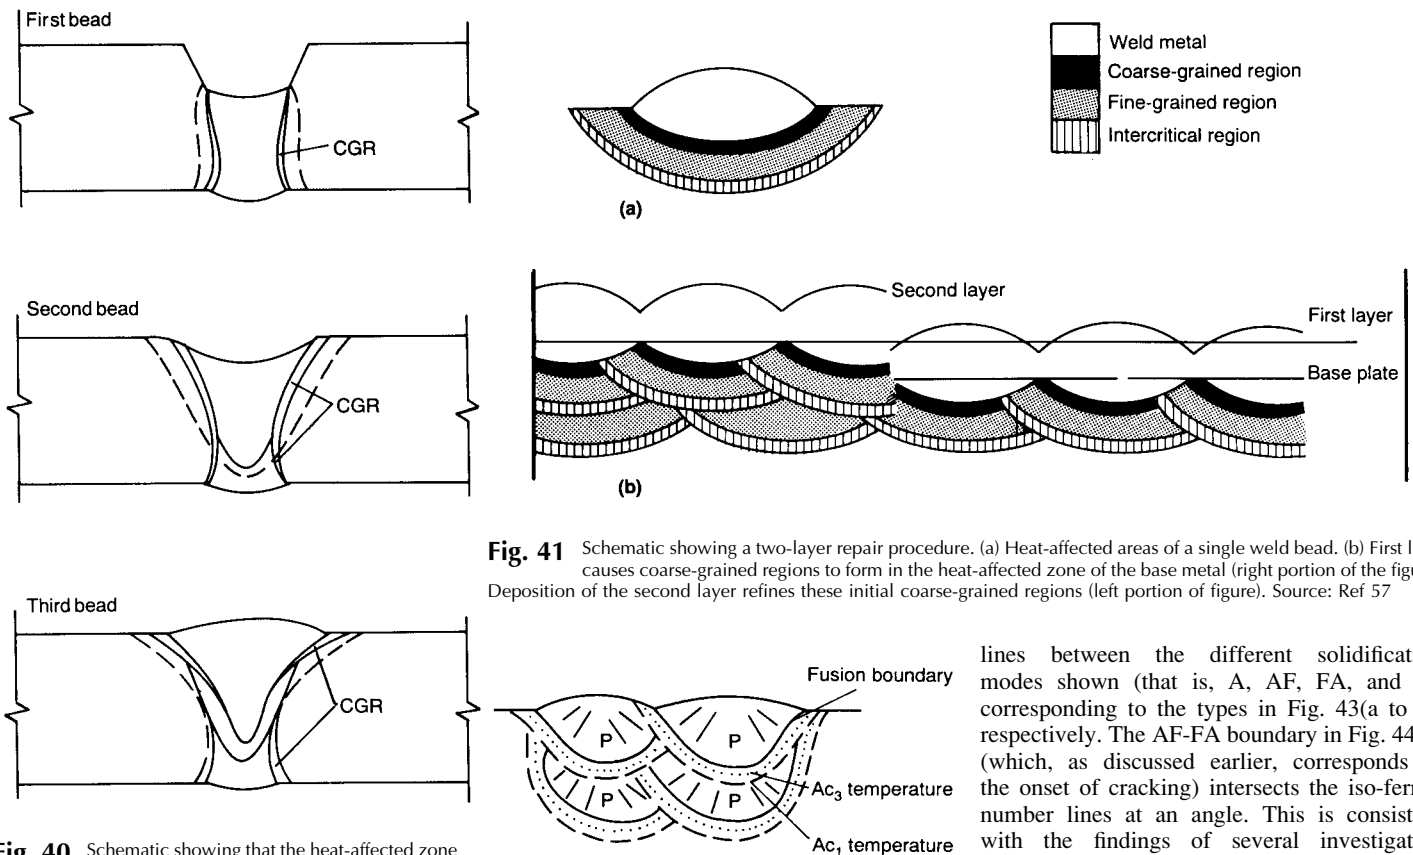 First bead
CGR
Second bead
CGR
Third bead
CGR
Fig. 40 Schematic showing that the heat-affected zone
Weld metal
Coarse-grained region
Fine-grained region
Intercritical region
(a)
Second layer
First layer
Base plate
(b)
Fig. 41 Schematic showing a two-layer repair procedure. (a) Heat-affected areas of a single weld bead. (b) First
causes coarse-grained regions to form in the heat-affected zone of the base metal (right portion of the
Deposition of the second layer refines these initial coarse-grained regions (left portion of figure). Source: Ref 57
Fusion boundary
P
P
P
P
Ac3 temperature
Ac1 temperature
lines between the different
modes shown (that is, A, AF, FA, and
corresponding to the types in Fig. 43(a to
respectively. The AF-FA boundary in Fig. 44
(which, as discussed earlier, corresponds
the onset of cracking) intersects the
number lines at an angle. This is
with the findings of several